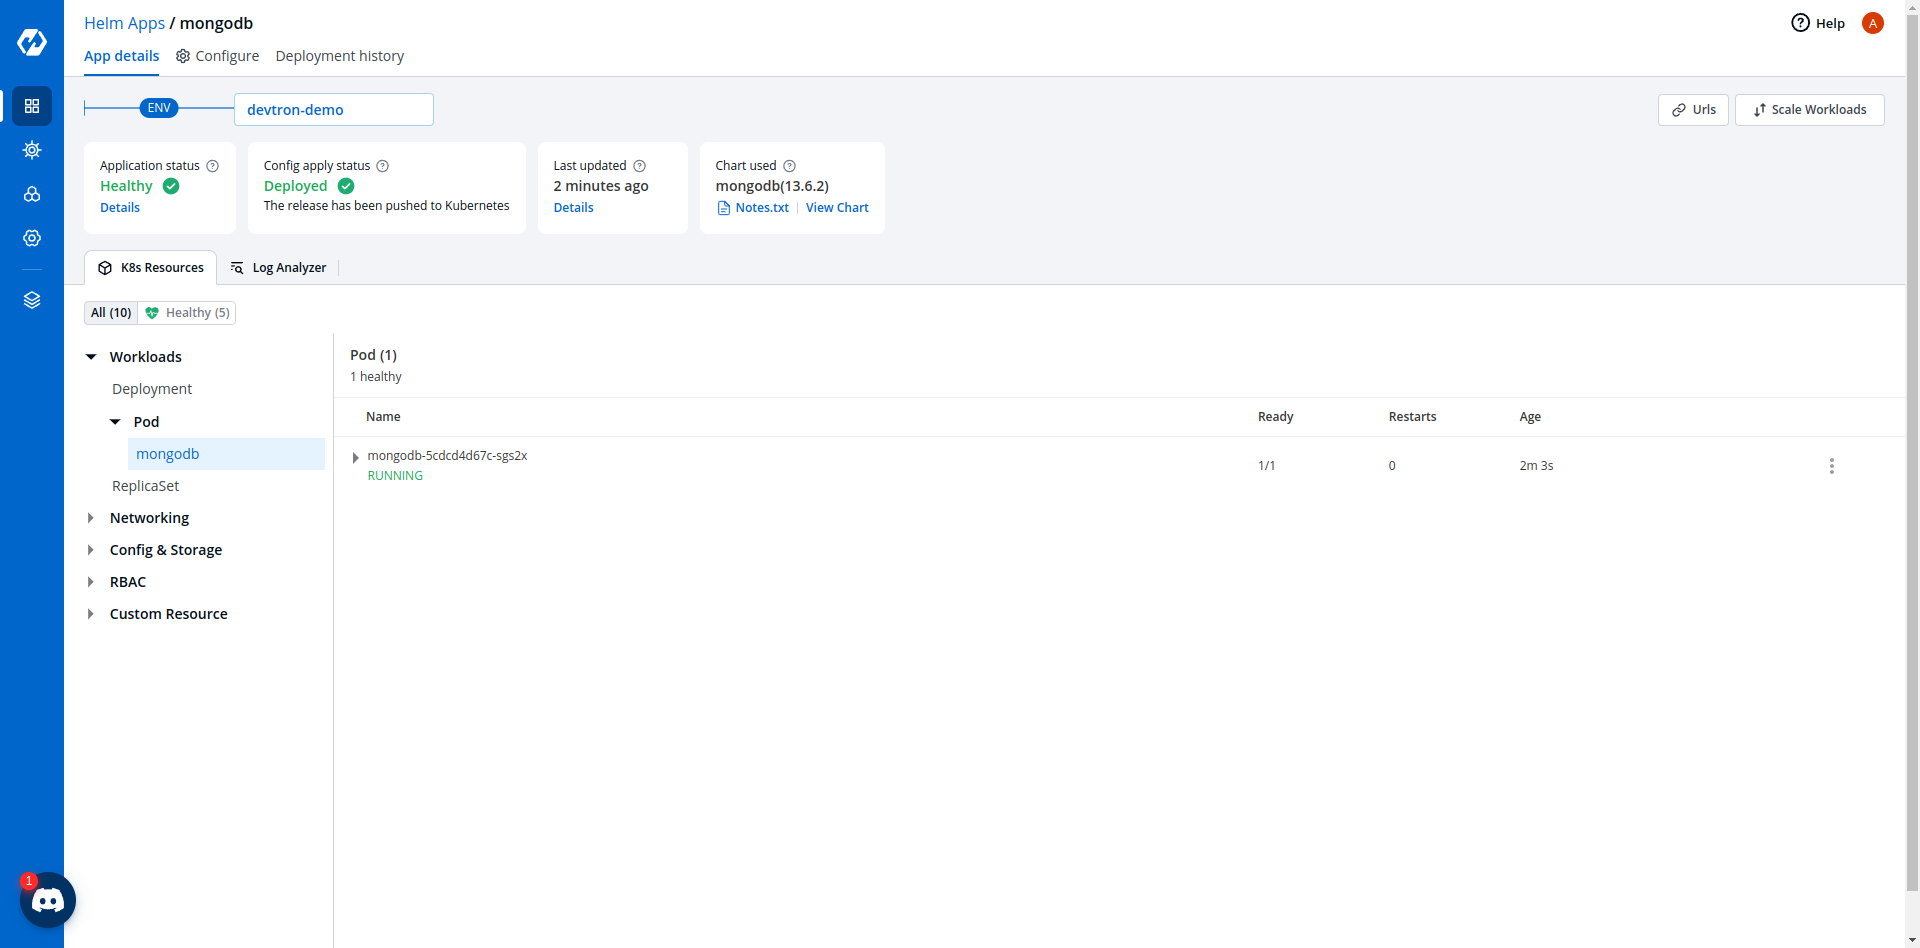 Helm Apps / mongodb
Help
A
App details
Configure
Deployment history
ENV
devtron-demo
Urls
Scale Workloads
Application status
Healthy
Details
Config apply status
Deployed
The release has been pushed to Kubernetes
Last updated
2 minutes ago
Details
Chart used
mongodb(13.6.2)
Notes.txt
View Chart
K8s Resources
Log Analyzer
All (10)
Healthy (5)
Workloads
Deployment
Pod
mongodb
ReplicaSet
Networking
Config & Storage
RBAC
Custom Resource
Pod (1)
1 healthy
Name Ready Restarts Age
mongodb-5cdcd4d67c-sgs2x
RUNNING
1/1 0 2m 3s
1